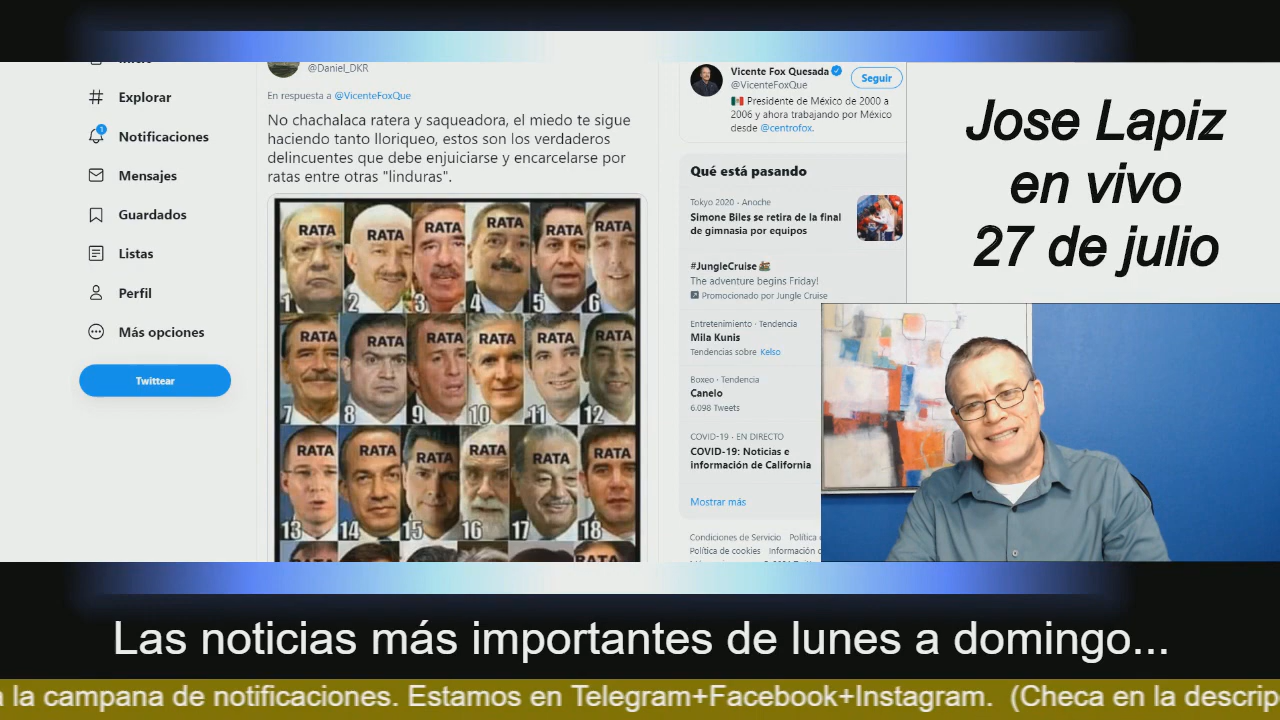 @Daniel_DKR
En respuesta a @VicenteFoxQue
No chachalaca ratera y saqueadora, el miedo te sigue
haciendo tanto lloriqueo, estos son los verdaderos
delincuentes que debe enjuiciarse y encarcelarse por
ratas entre otras "linduras".
Explorar
1
Notificaciones
Mensajes
Guardados
Listas
Perfil
Más opciones
Twittear
RATA RATA RATA RATA RATA RATA
1 2 3 4 5 6
RATA RATA RATA RATA RATA RATA
7 8 9 10 11 12
RATA RATA RATA RATA RATA RATA
13 14 15 16 17 18
RATA
Vicente Fox Quesada
@VicenteFoxQue
Seguir
Presidente de México de 2000 a
2006 y ahora trabajando por México
desde @centrofox.
Qué está pasando
Tokyo 2020 · Anoche
Simone Biles se retira de la final
de gimnasia por equipos
#JungleCruise
The adventure begins Friday!
Promocionado por Jungle Cruise
Entretenimiento · Tendencia
Mila Kunis
Tendencias sobre Kelso
Boxeo · Tendencia
Canelo
6.098 Tweets
COVID-19 · EN DIRECTO
COVID-19: Noticias e
información de California
Mostrar más
Condiciones de Servicio Política
Política de cookies Información
Jose Lapiz
en vivo
27 de julio
Las noticias más importantes de lunes a domingo...
a la campana de notificaciones. Estamos en Telegram+Facebook+Instagram. (Checa en la descrip